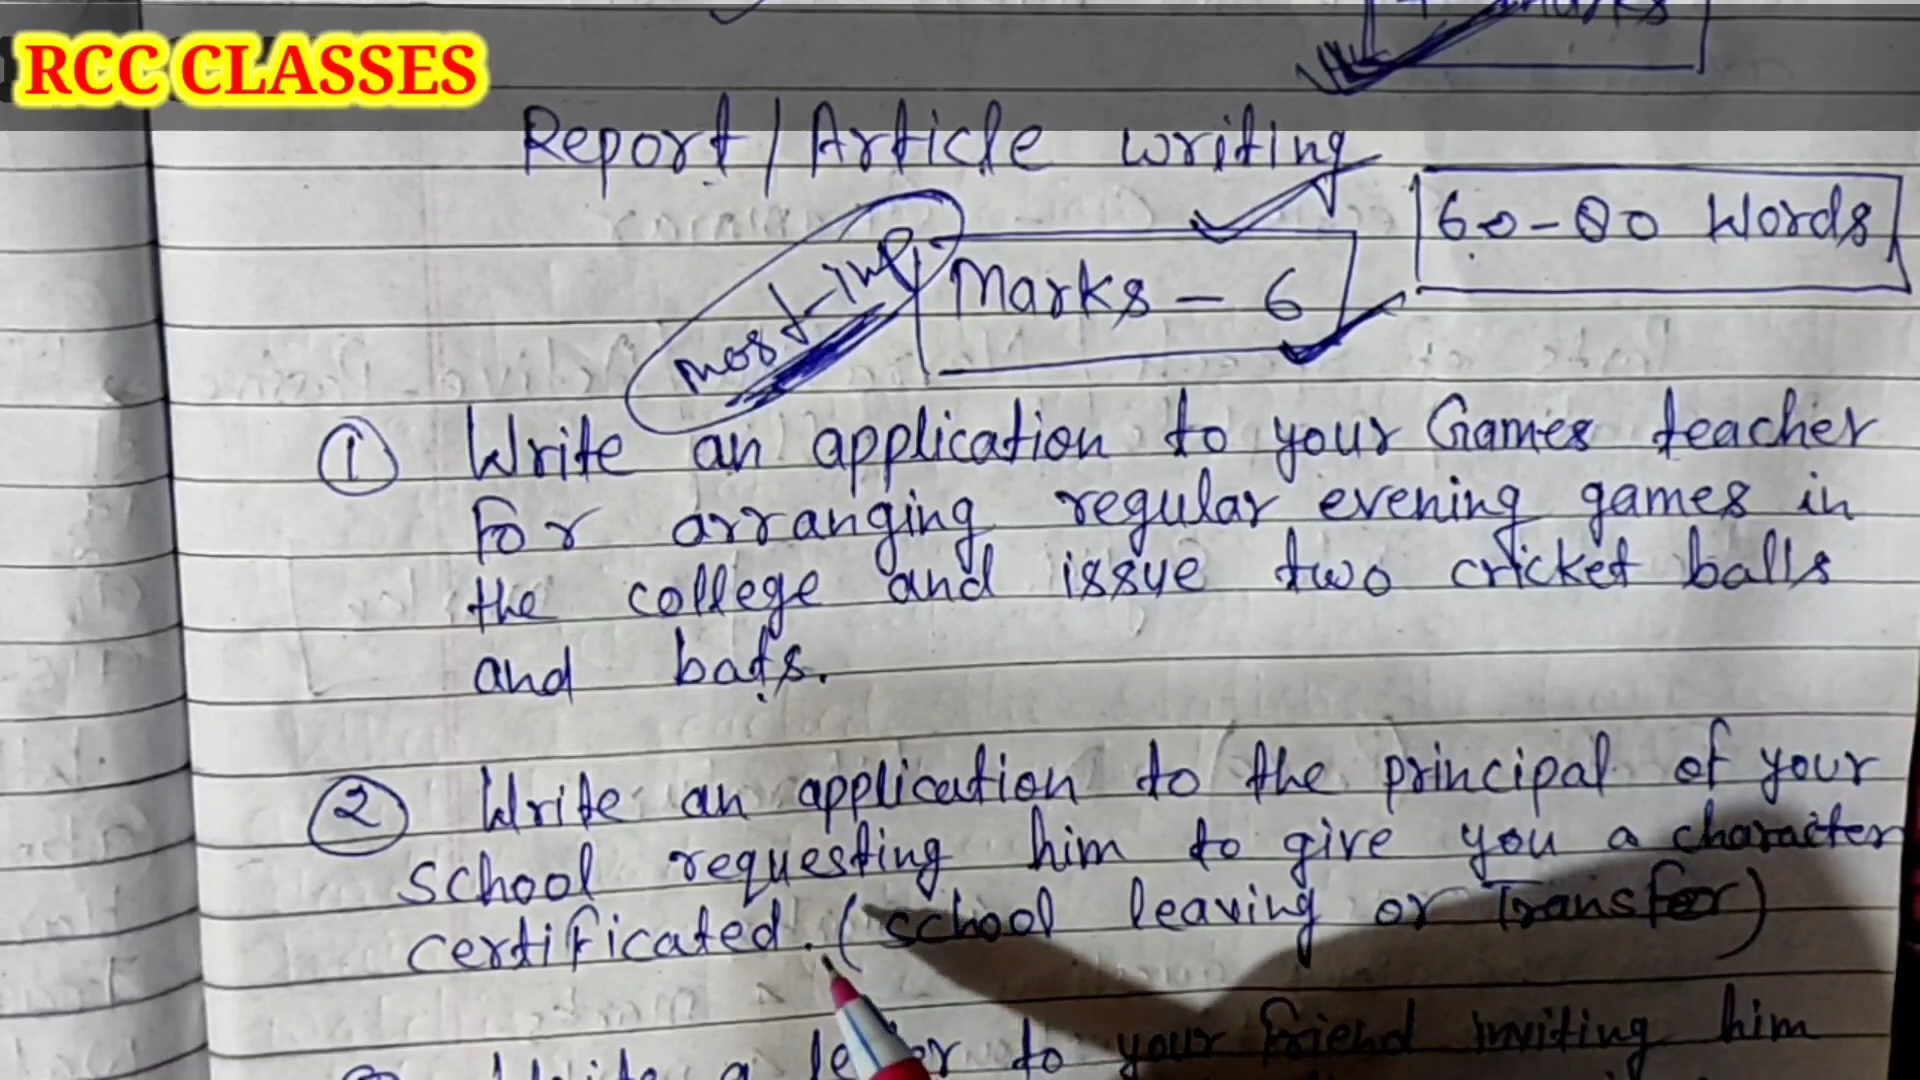 marks
RCC CLASSES
Report/Article writing
60-80 Words
most-imp
Marks - 6
① Write an application to your Games teacher
For arranging regular evening games in
the college and issue two cricket balls
and bats.
② Write an application to the principal of your
school requesting him to give you a character
certificated. (school leaving or Transfer)
Write a letter to your friend inviting him